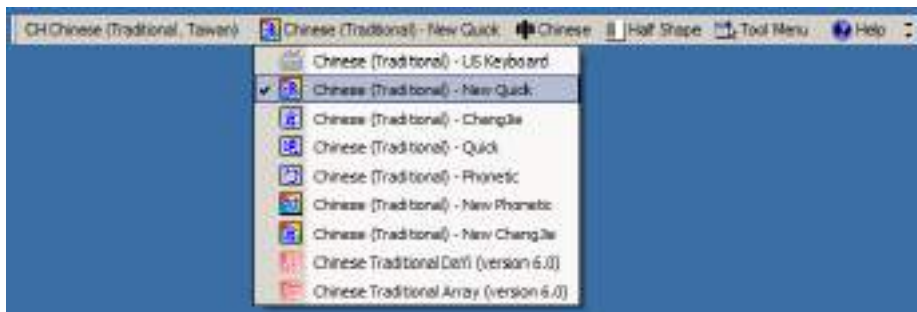 CH Chinese (Traditional, Taiwan) Chinese (Traditional) - New Quick Chinese Half Shape Tool Menu Help
Chinese (Traditional) - US Keyboard
Chinese (Traditional) - New Quick
Chinese (Traditional) - ChangJie
Chinese (Traditional) - Quick
Chinese (Traditional) - Phonetic
Chinese (Traditional) - New Phonetic
Chinese (Traditional) - New ChangJie
Chinese Traditional DaYi (version 6.0)
Chinese Traditional Array (version 6.0)